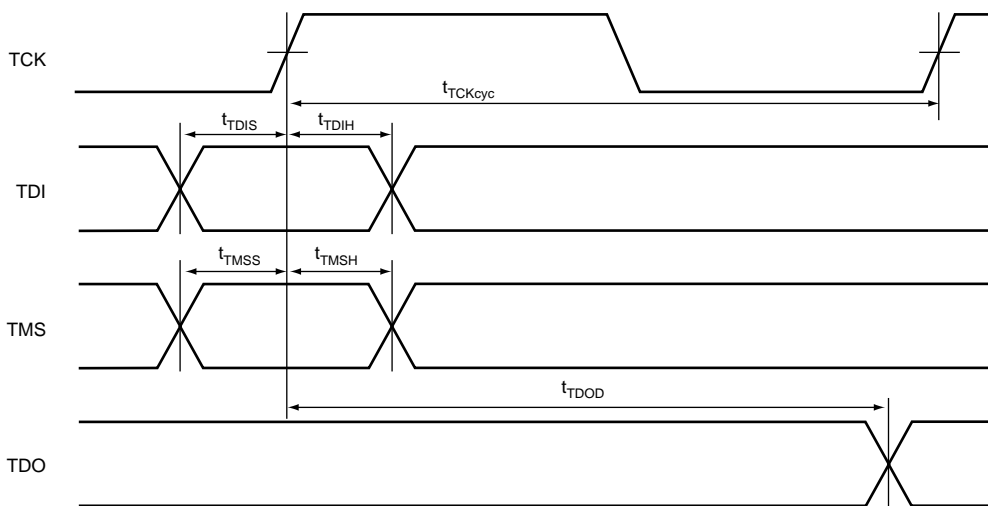 TCK
tTCKcyc
tTDIS tTDIH
TDI
tTMSS tTMSH
TMS
tTDOD
TDO